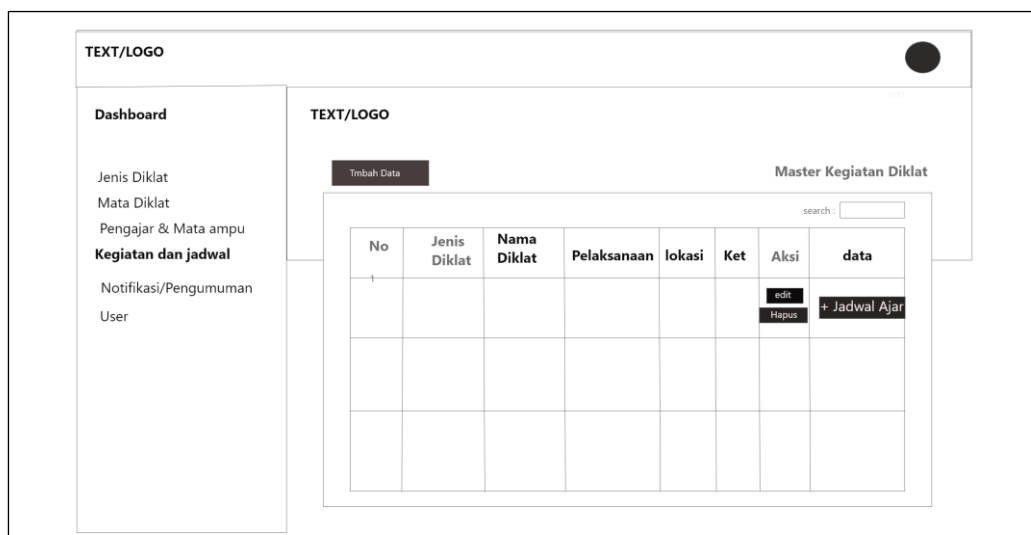 TEXT/LOGO
Dashboard
TEXT/LOGO
Jenis Diklat
Mata Diklat
Pengajar & Mata ampu
Kegiatan dan jadwal
Notifikasi/Pengumuman
User
Tmbah Data
Master Kegiatan Diklat
search :
No
Jenis
Diklat
Nama
Diklat
Pelaksanaan
lokasi
Ket
Aksi
data
1
edit
Hapus
+ Jadwal Ajar